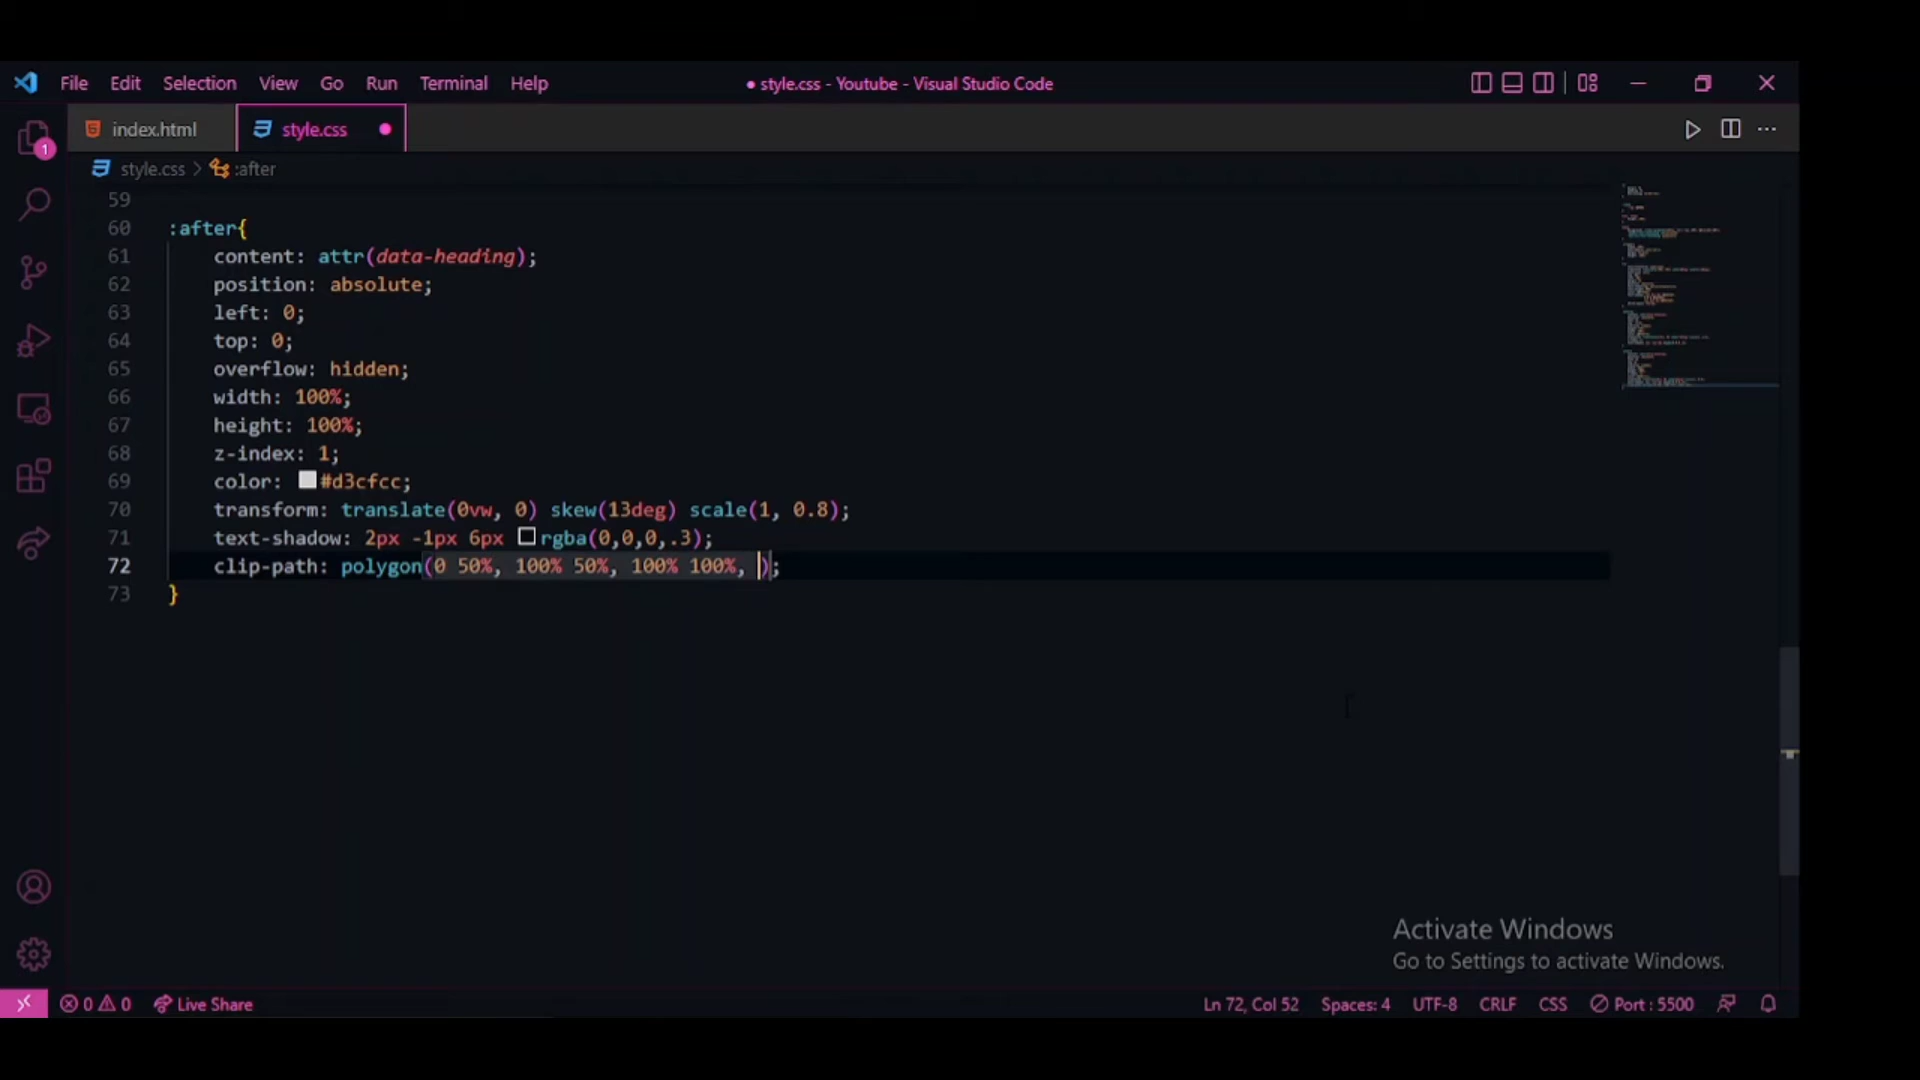 File Edit Selection View Go Run Terminal Help
● style.css - Youtube - Visual Studio Code
index.html
style.css ●
style.css > :after
1
59
60 :after{
61 content: attr(data-heading);
62 position: absolute;
63 left: 0;
64 top: 0;
65 overflow: hidden;
66 width: 100%;
67 height: 100%;
68 z-index: 1;
69 color: #d3cfcc;
70 transform: translate(0vw, 0) skew(13deg) scale(1, 0.8);
71 text-shadow: 2px -1px 6px rgba(0,0,0,.3);
72 clip-path: polygon(0 50%, 100% 50%, 100% 100%, );
73 }
Activate Windows
Go to Settings to activate Windows.
0 0 Live Share Ln 72, Col 52 Spaces: 4 UTF-8 CRLF CSS Port : 5500